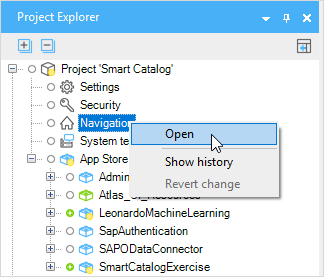 Project Explorer
Project 'Smart Catalog'
Settings
Security
Navigation
Open
System te
Show history
App Store
Revert change
Admin
Atlas_UI_Resources
LeonardoMachineLearning
SapAuthentication
SAPODataConnector
SmartCatalogExercise